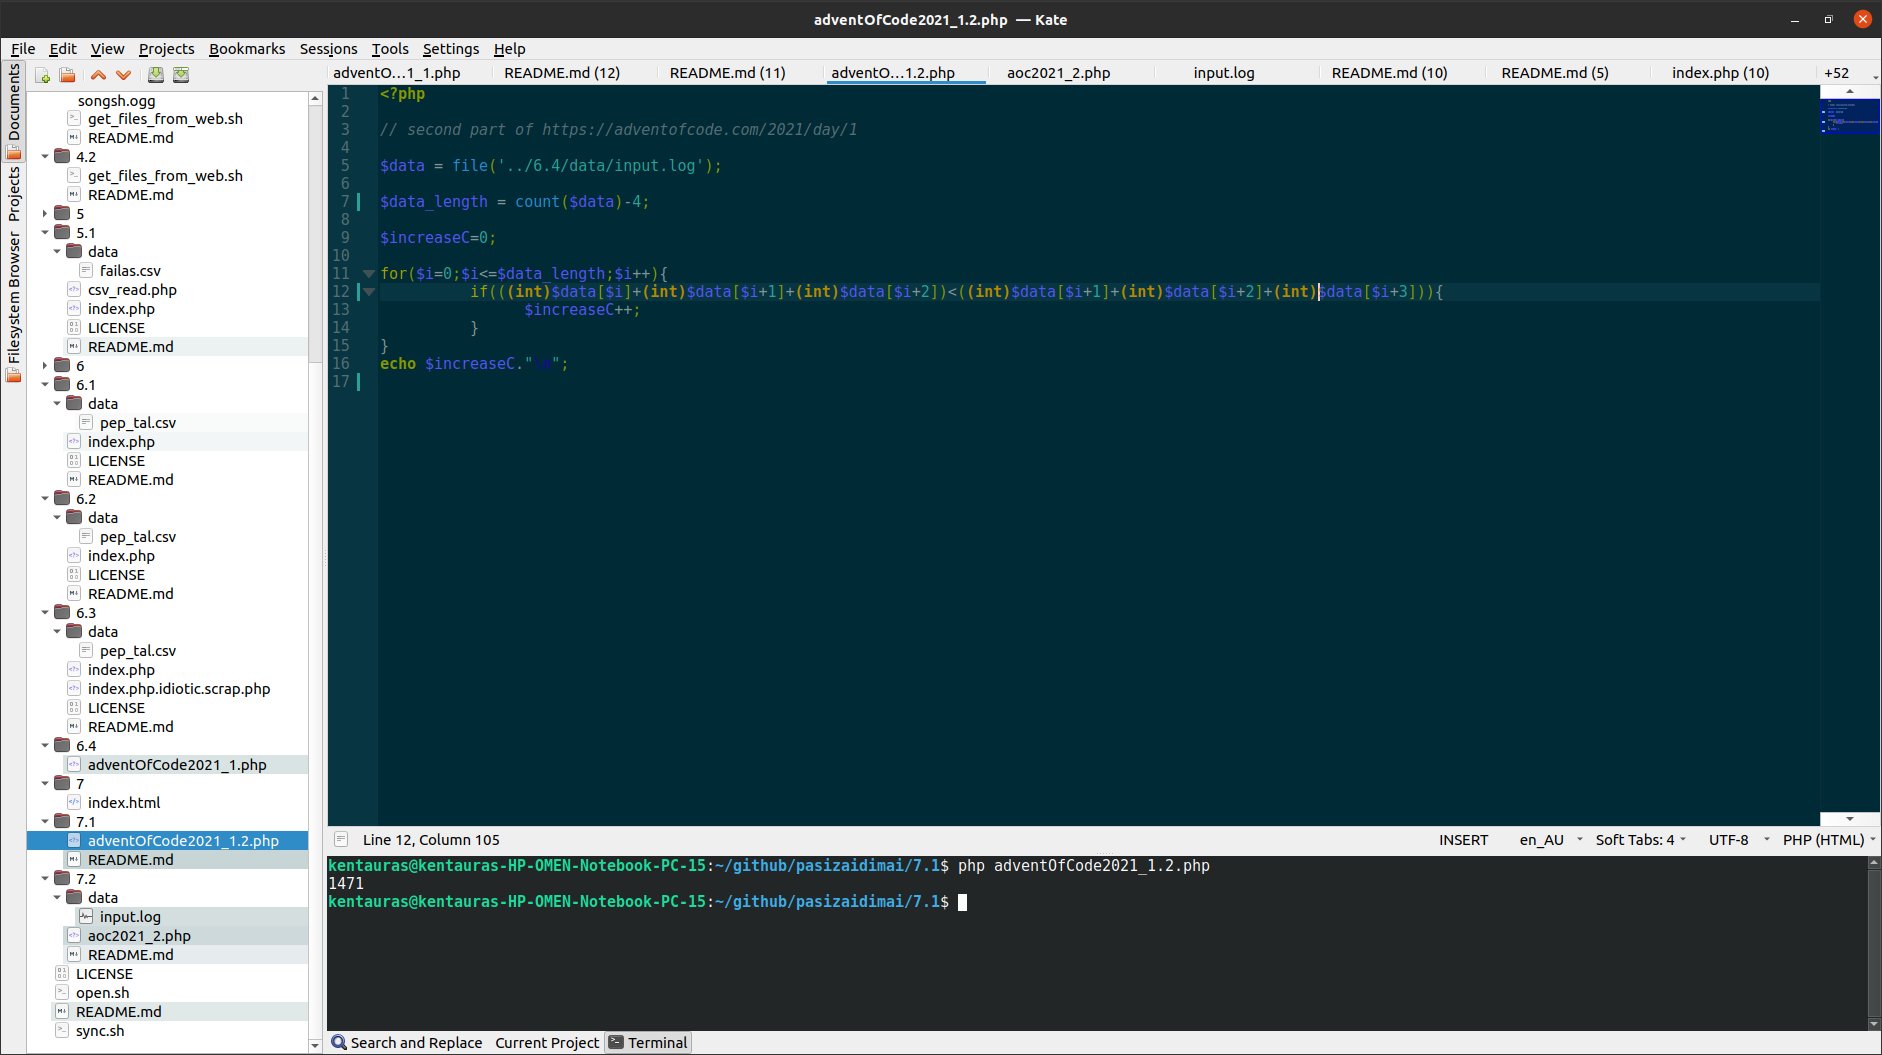 adventOfCode2021_1.2.php — Kate
File Edit View Projects Bookmarks Sessions Tools Settings Help
Documents
Projects
Filesystem Browser
songsh.ogg
get_files_from_web.sh
README.md
4.2
get_files_from_web.sh
README.md
5
5.1
data
failas.csv
csv_read.php
index.php
LICENSE
README.md
6
6.1
data
pep_tal.csv
index.php
LICENSE
README.md
6.2
data
pep_tal.csv
index.php
LICENSE
README.md
6.3
data
pep_tal.csv
index.php
index.php.idiotic.scrap.php
LICENSE
README.md
6.4
adventOfCode2021_1.php
7
index.html
7.1
adventOfCode2021_1.2.php
README.md
7.2
data
input.log
aoc2021_2.php
README.md
LICENSE
open.sh
README.md
sync.sh
adventO...1_1.php README.md (12) README.md (11) adventO...1.2.php aoc2021_2.php input.log README.md (10) README.md (5) index.php (10) +52
1 <?php
2
3 // second part of https://adventofcode.com/2021/day/1
4
5 $data = file('../6.4/data/input.log');
6
7 $data_length = count($data)-4;
8
9 $increaseC=0;
10
11 for($i=0;$i<=$data_length;$i++){
12 if(((int)$data[$i]+(int)$data[$i+1]+(int)$data[$i+2])<((int)$data[$i+1]+(int)$data[$i+2]+(int)$data[$i+3])){
13 $increaseC++;
14 }
15 }
16 echo $increaseC."\n";
17
Line 12, Column 105 INSERT en_AU Soft Tabs: 4 UTF-8 PHP (HTML)
kentauras@kentauras-HP-OMEN-Notebook-PC-15:~/github/pasizaidimai/7.1$ php adventOfCode2021_1.2.php
1471
kentauras@kentauras-HP-OMEN-Notebook-PC-15:~/github/pasizaidimai/7.1$
Search and Replace Current Project Terminal